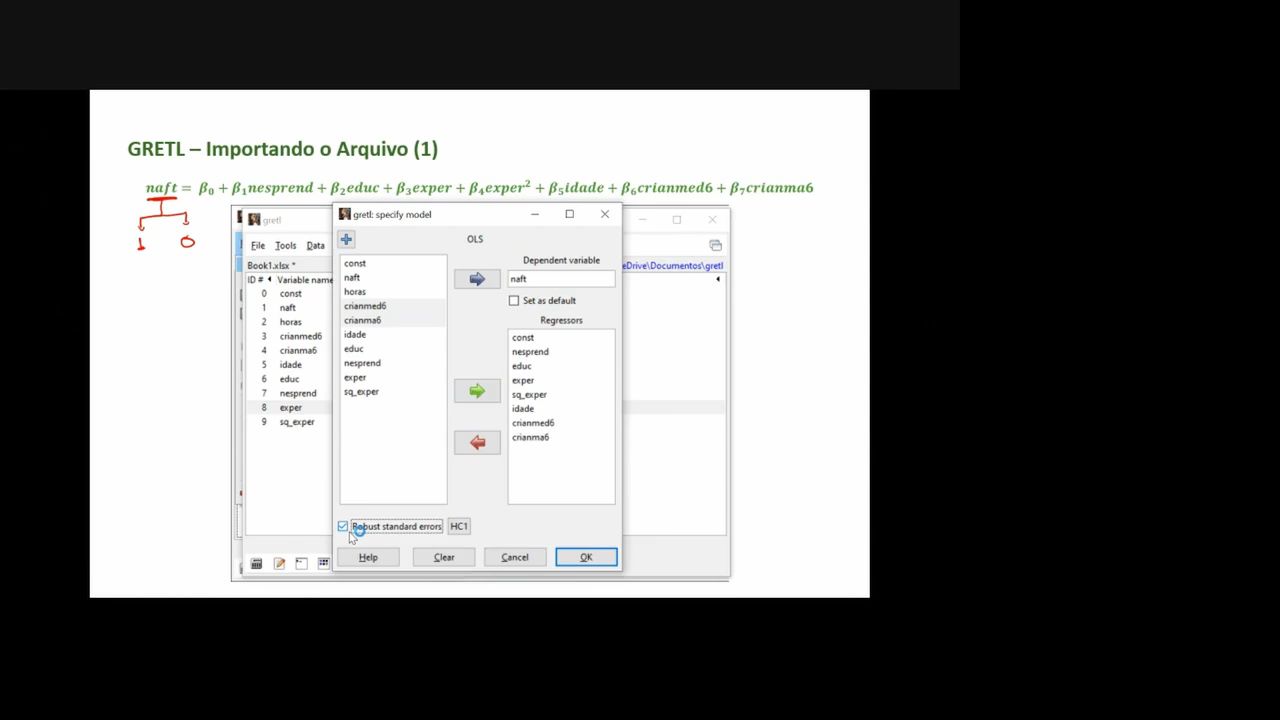 GRETL – Importando o Arquivo (1)
naft = β₀ + β₁nesprend + β₂educ + β₃exper + β₄exper² + β₅idade + β₆crianmed6 + β₇crianma6
1 0
gretl
File Tools Data
Book1.xlsx *
eDrive\Documentos\gretl
ID # Variable name
0 const
1 naft
2 horas
3 crianmed6
4 crianma6
5 idade
6 educ
7 nesprend
8 exper
9 sq_exper
gretl: specify model
OLS
const
naft
horas
crianmed6
crianma6
idade
educ
nesprend
exper
sq_exper
Dependent variable
naft
Set as default
Regressors
const
nesprend
educ
exper
sq_exper
idade
crianmed6
crianma6
Robust standard errors HC1
Help Clear Cancel OK